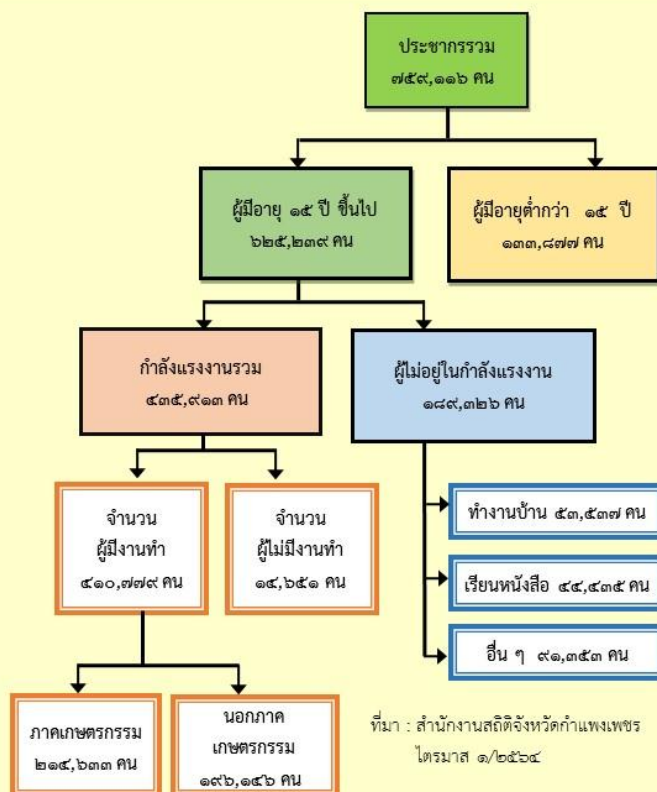 ประชากรรวม
๗๕๙,๑๑๖ คน
ผู้มีอายุ ๑๕ ปี ขึ้นไป
๖๒๕,๒๓๙ คน
ผู้มีอายุต่ำกว่า ๑๕ ปี
๑๓๓,๘๗๗ คน
กำลังแรงงานรวม
๔๓๕,๙๑๓ คน
ผู้ไม่อยู่ในกำลังแรงงาน
๑๘๙,๓๒๖ คน
จำนวน
ผู้มีงานทำ
๔๑๐,๗๗๙ คน
จำนวน
ผู้ไม่มีงานทำ
๑๔,๖๕๑ คน
ทำงานบ้าน ๕๓,๕๓๗ คน
เรียนหนังสือ ๔๔,๔๓๕ คน
อื่น ๆ ๙๑,๓๕๓ คน
ภาคเกษตรกรรม
๒๑๔,๖๓๓ คน
นอกภาค
เกษตรกรรม
๑๙๖,๑๔๖ คน
ที่มา : สำนักงานสถิติจังหวัดกำแพงเพชร
ไตรมาส ๑/๒๕๖๔